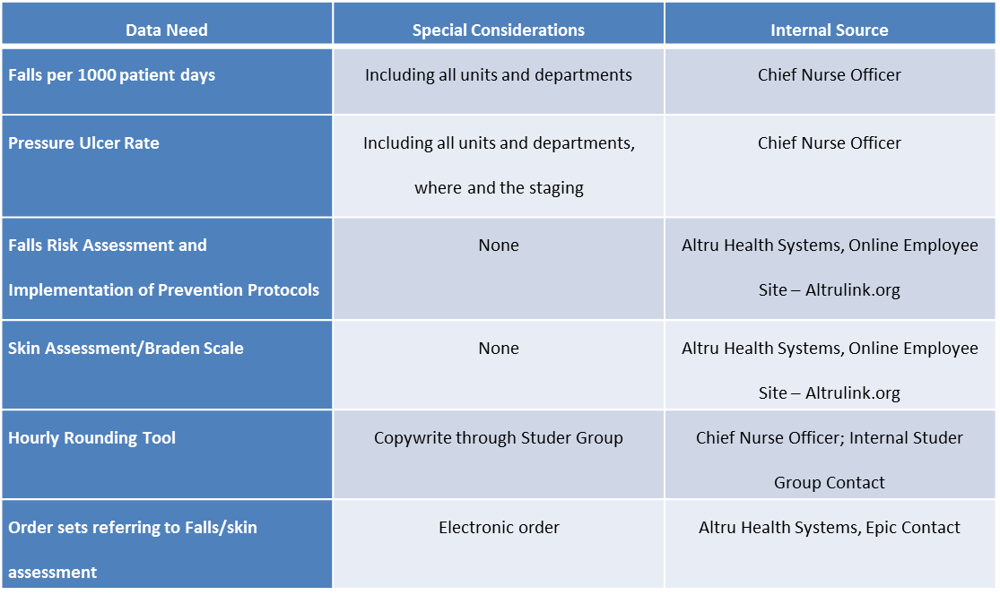 Data Need Special Considerations Internal Source
Falls per 1000 patient days Including all units and departments Chief Nurse Officer
Pressure Ulcer Rate Including all units and departments, Chief Nurse Officer
where and the staging
Falls Risk Assessment and None Altru Health Systems, Online Employee
Implementation of Prevention Protocols Site – Altrulink.org
Skin Assessment/Braden Scale None Altru Health Systems, Online Employee
Site – Altrulink.org
Hourly Rounding Tool Copywrite through Studer Group Chief Nurse Officer; Internal Studer
Group Contact
Order sets referring to Falls/skin Electronic order Altru Health Systems, Epic Contact
assessment